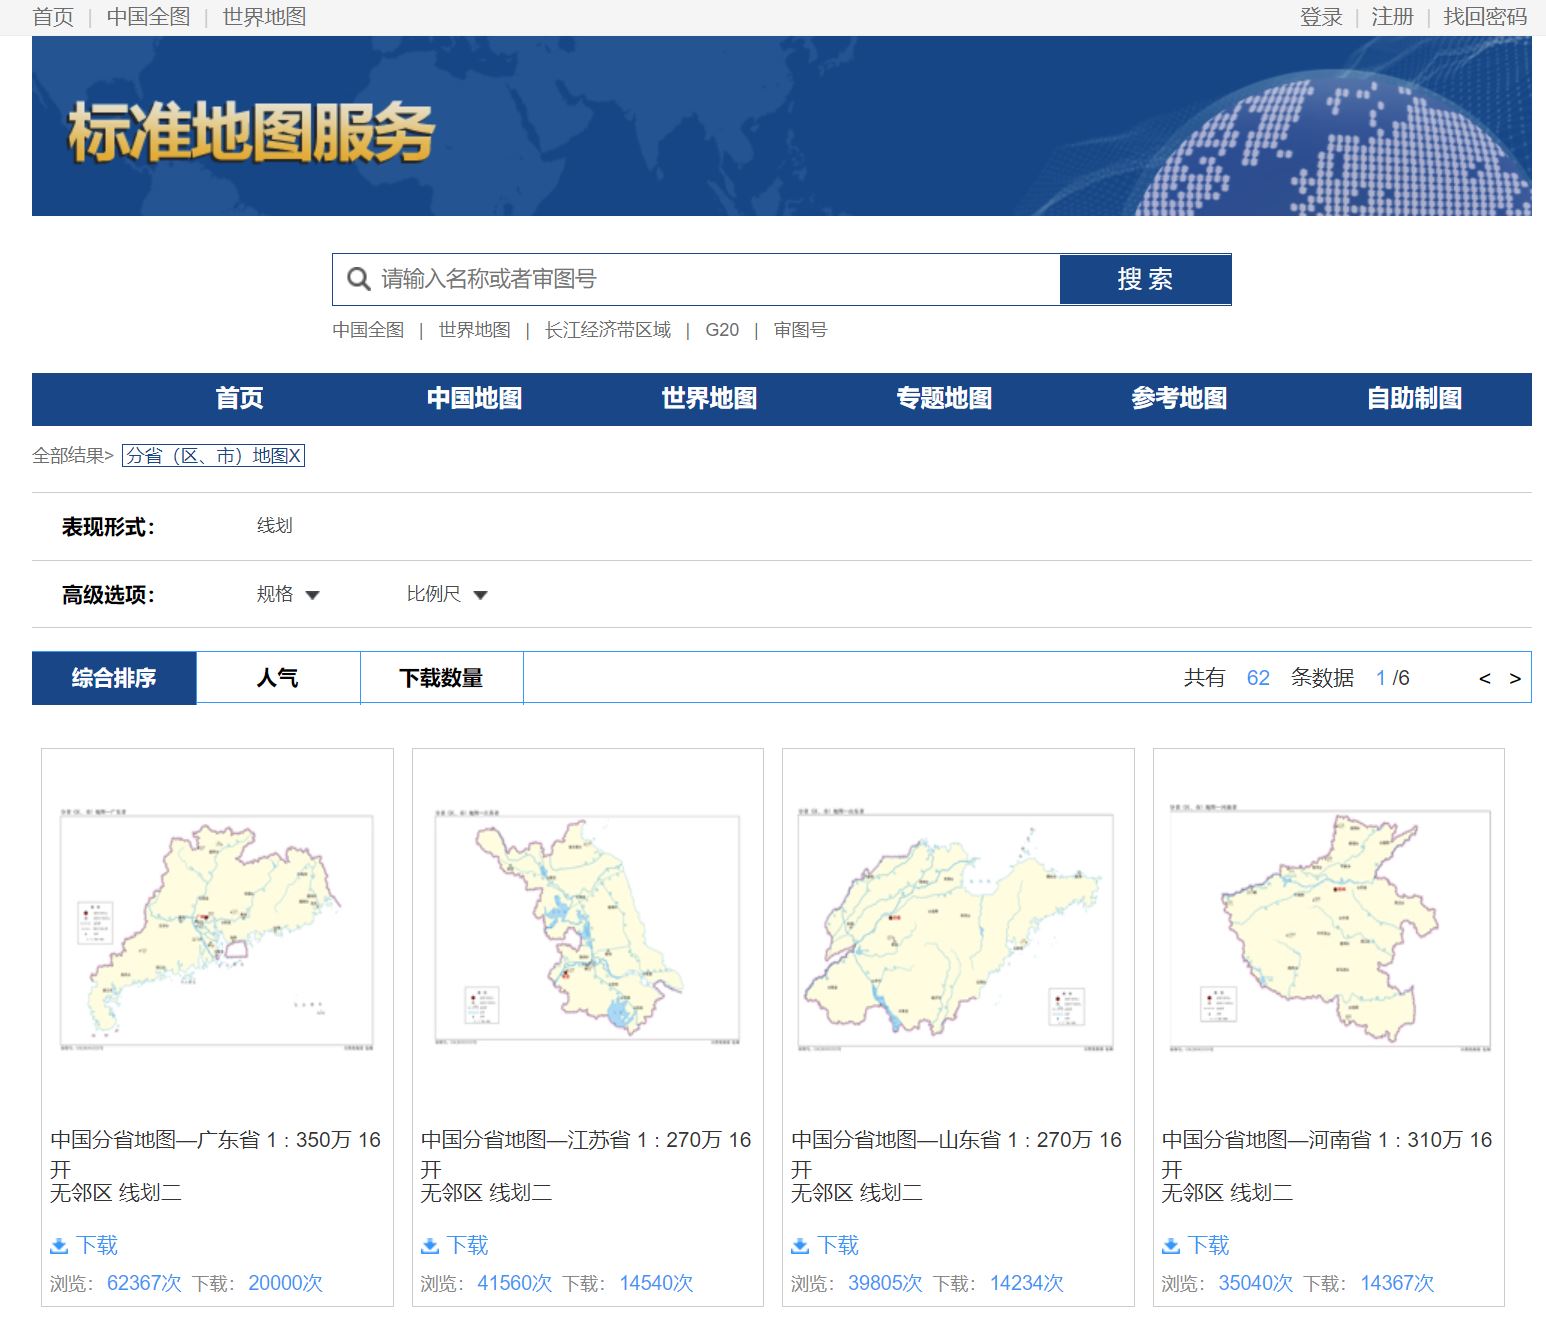 首页 | 中国全图 | 世界地图
登录 | 注册 | 找回密码
标准地图服务
请输入名称或者审图号
搜 索
中国全图 | 世界地图 | 长江经济带区域 | G20 | 审图号
首页 中国地图 世界地图 专题地图 参考地图 自助制图
全部结果> 分省（区、市）地图X
表现形式： 线划
高级选项： 规格 比例尺
综合排序 人气 下载数量 共有 62 条数据 1 /6 < >
中国分省地图—广东省 1 : 350万 16
开
无邻区 线划二
下载
浏览： 62367次 下载： 20000次
中国分省地图—江苏省 1 : 270万 16
开
无邻区 线划二
下载
浏览： 41560次 下载： 14540次
中国分省地图—山东省 1 : 270万 16
开
无邻区 线划二
下载
浏览： 39805次 下载： 14234次
中国分省地图—河南省 1 : 310万 16
开
无邻区 线划二
下载
浏览： 35040次 下载： 14367次